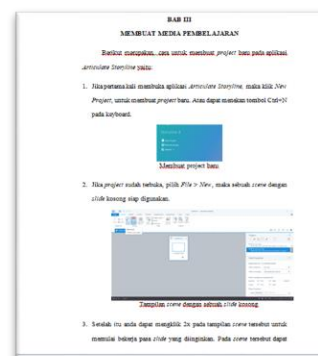 BAB III
MEMBUAT MEDIA PEMBELAJARAN
Berikut merupakan cara untuk membuat project baru pada aplikasi
Articulate Storyline yaitu:
1. Jika pertama kali membuka aplikasi Articulate Storyline, maka klik New
Project, untuk membuat project baru. Atau dapat menekan tombol Ctrl+N
pada keyboard.
Membuat project baru
2. Jika project sudah terbuka, pilih File > New, maka sebuah scene dengan
slide kosong siap digunakan.
Tampilan scene dengan sebuah slide kosong
3. Setelah itu anda dapat mengklik 2x pada tampilan scene tersebut untuk
memulai bekerja pada slide yang diinginkan. Pada scene tersebut dapat